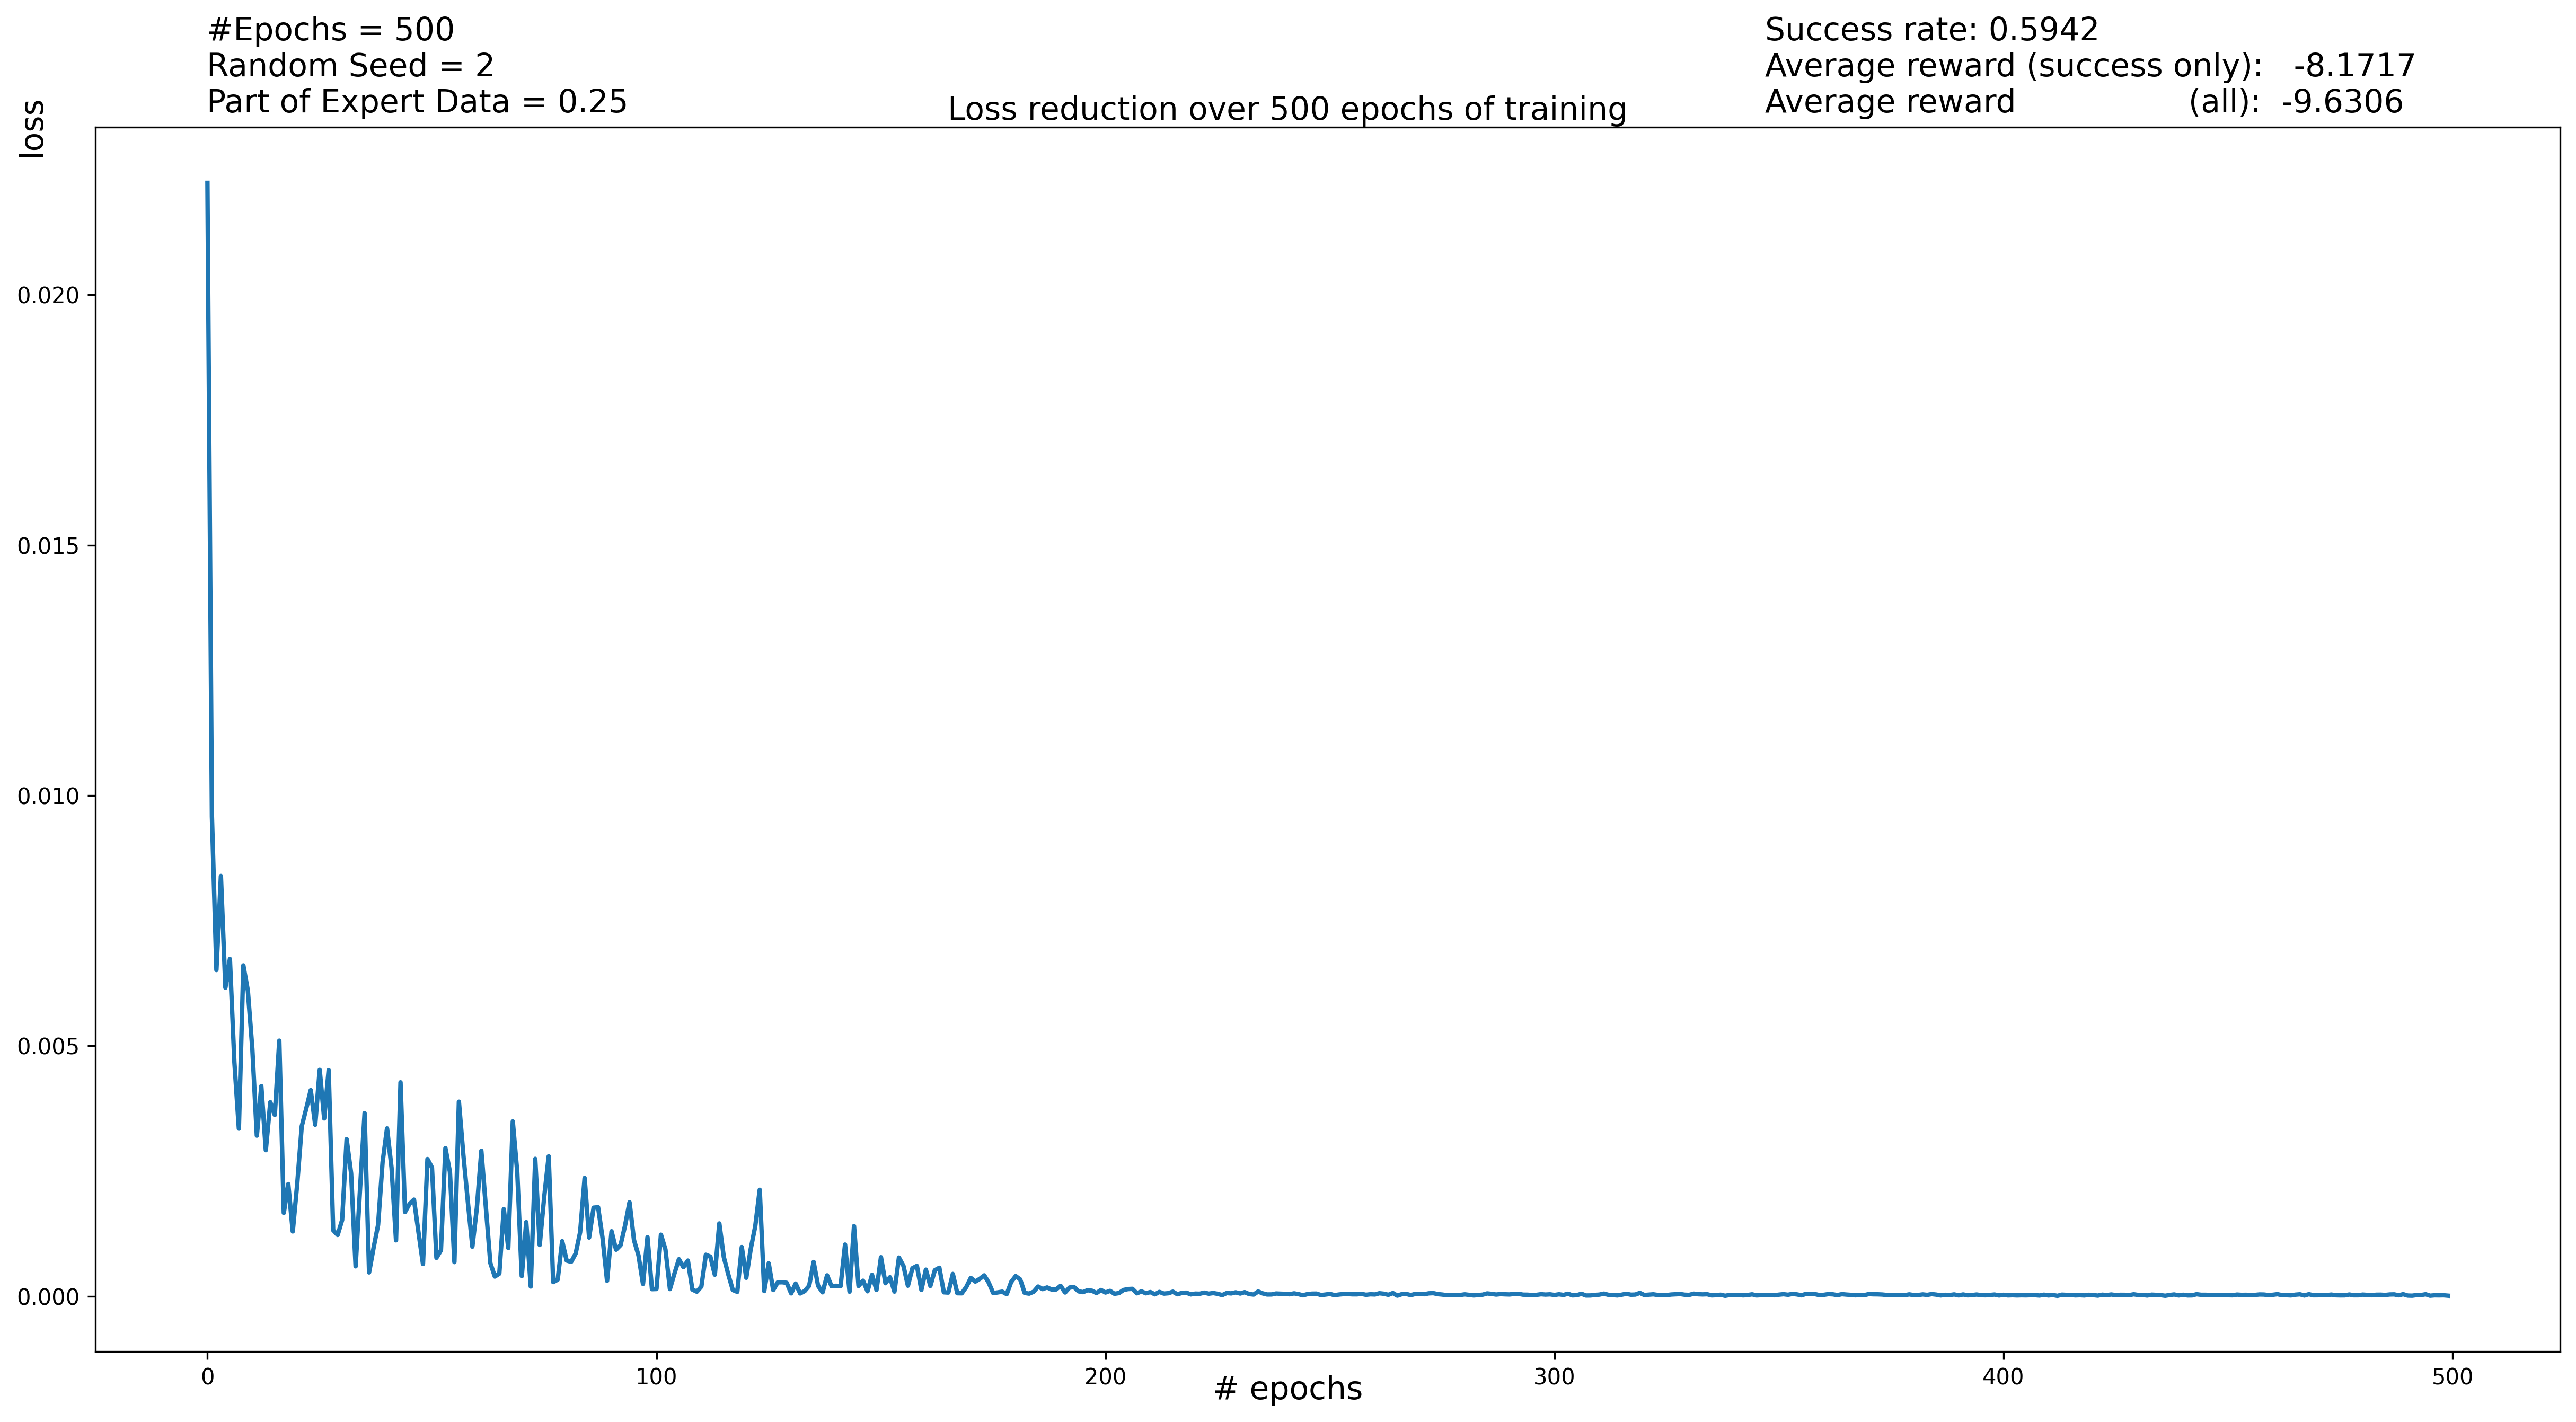 #Epochs = 500
Random Seed = 2
Part of Expert Data = 0.25
Success rate: 0.5942
Average reward (success only): -8.1717
Average reward (all): -9.6306
Loss reduction over 500 epochs of training
loss
0.020
0.015
0.010
0.005
0.000
0 100 200 300 400 500
# epochs